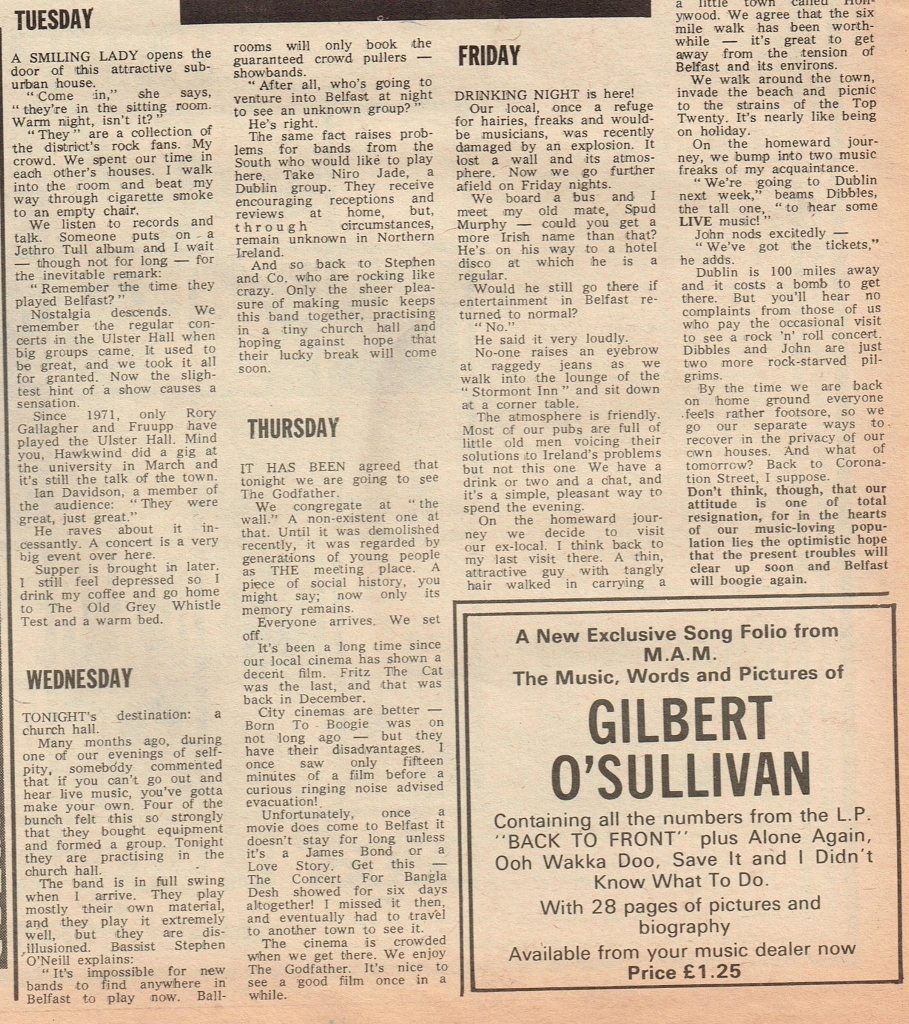 TUESDAY
A SMILING LADY opens the
door of this attractive sub-
urban house.
"Come in," she says,
"they're in the sitting room.
Warm night, isn't it?"
"They" are a collection of
the district's rock fans. My
crowd. We spent our time in
each other's houses. I walk
into the room and beat my
way through cigarette smoke
to an empty chair.
We listen to records and
talk. Someone puts on a
Jethro Tull album and I wait
— though not for long — for
the inevitable remark:
"Remember the time they
played Belfast?"
Nostalgia descends. We
remember the regular con-
certs in the Ulster Hall when
big groups came. It used to
be great, and we took it all
for granted. Now the sligh-
test hint of a show causes a
sensation.
Since 1971, only Rory
Gallagher and Fruupp have
played the Ulster Hall. Mind
you, Hawkwind did a gig at
the university in March and
it's still the talk of the town.
Ian Davidson, a member of
the audience: "They were
great, just great."
He raves about it in-
cessantly. A concert is a very
big event over here.
Supper is brought in later.
I still feel depressed so I
drink my coffee and go home
to The Old Grey Whistle
Test and a warm bed.
WEDNESDAY
TONIGHT's destination: a
church hall.
Many months ago, during
one of our evenings of self-
pity, somebody commented
that if you can't go out and
hear live music, you've gotta
make your own. Four of the
bunch felt this so strongly
that they bought equipment
and formed a group. Tonight
they are practising in the
church hall.
The band is in full swing
when I arrive. They play
mostly their own material,
and they play it extremely
well, but they are dis-
illusioned. Bassist Stephen
O'Neill explains:
"It's impossible for new
bands to find anywhere in
Belfast to play now. Ball-
rooms will only book the
guaranteed crowd pullers —
showbands.
"After all, who's going to
venture into Belfast at night
to see an unknown group?"
He's right.
The same fact raises prob-
lems for bands from the
South who would like to play
here. Take Niro Jade, a
Dublin group. They receive
encouraging receptions and
reviews at home, but,
through circumstances,
remain unknown in Northern
Ireland.
And so back to Stephen
and Co. who are rocking like
crazy. Only the sheer plea-
sure of making music keeps
this band together, practising
in a tiny church hall and
hoping against hope that
their lucky break will come
soon.
THURSDAY
IT HAS BEEN agreed that
tonight we are going to see
The Godfather.
We congregate at "the
wall." A non-existent one at
that. Until it was demolished
recently, it was regarded by
generations of young people
as THE meeting place. A
piece of social history, you
might say; now only its
memory remains.
Everyone arrives. We set
off.
It's been a long time since
our local cinema has shown a
decent film. Fritz The Cat
was the last, and that was
back in December.
City cinemas are better —
Born To Boogie was on
not long ago — but they
have their disadvantages. I
once saw only fifteen
minutes of a film before a
curious ringing noise advised
evacuation!
Unfortunately, once a
movie does come to Belfast it
doesn't stay for long unless
it's a James Bond or a
Love Story. Get this —
The Concert For Bangla
Desh showed for six days
altogether! I missed it then,
and eventually had to travel
to another town to see it.
The cinema is crowded
when we get there. We enjoy
The Godfather. It's nice to
see a good film once in a
while.
FRIDAY
DRINKING NIGHT is here!
Our local, once a refuge
for hairies, freaks and would-
be musicians, was recently
damaged by an explosion. It
lost a wall and its atmos-
phere. Now we go further
afield on Friday nights.
We board a bus and I
meet my old mate, Spud
Murphy — could you get a
more Irish name than that?
He's on his way to a hotel
disco at which he is a
regular.
Would he still go there if
entertainment in Belfast re-
turned to normal?
"No."
He said it very loudly.
No-one raises an eyebrow
at raggedy jeans as we
walk into the lounge of the
"Stormont Inn" and sit down
at a corner table.
The atmosphere is friendly.
Most of our pubs are full of
little old men voicing their
solutions to Ireland's problems
but not this one We have a
drink or two and a chat, and
it's a simple, pleasant way to
spend the evening.
On the homeward jour-
ney we decide to visit
our ex-local. I think back to
my last visit there. A thin,
attractive guy with tangly
hair walked in carrying a
a little town called Hol-
ywood. We agree that the six
mile walk has been worth-
while — it's great to get
away from the tension of
Belfast and its environs.
We walk around the town,
invade the beach and picnic
to the strains of the Top
Twenty. It's nearly like being
on holiday.
On the homeward jour-
ney, we bump into two music
freaks of my acquaintance.
"We're going to Dublin
next week," beams Dibbles,
the tall one, "to hear some
LIVE music!"
John nods excitedly —
"We've got the tickets,"
he adds.
Dublin is 100 miles away
and it costs a bomb to get
there. But you'll hear no
complaints from those of us
who pay the occasional visit
to see a rock 'n' roll concert.
Dibbles and John are just
two more rock-starved pil-
grims.
By the time we are back
on home ground everyone
feels rather footsore, so we
go our separate ways to
recover in the privacy of our
own houses. And what of
tomorrow? Back to Corona-
tion Street, I suppose.
Don't think, though, that our
attitude is one of total
resignation, for in the hearts
of our music-loving popu-
lation lies the optimistic hope
that the present troubles will
clear up soon and Belfast
will boogie again.
A New Exclusive Song Folio from
M.A.M.
The Music, Words and Pictures of
GILBERT
O'SULLIVAN
Containing all the numbers from the L.P.
"BACK TO FRONT" plus Alone Again,
Ooh Wakka Doo, Save It and I Didn't
Know What To Do.
With 28 pages of pictures and
biography
Available from your music dealer now
Price £1.25